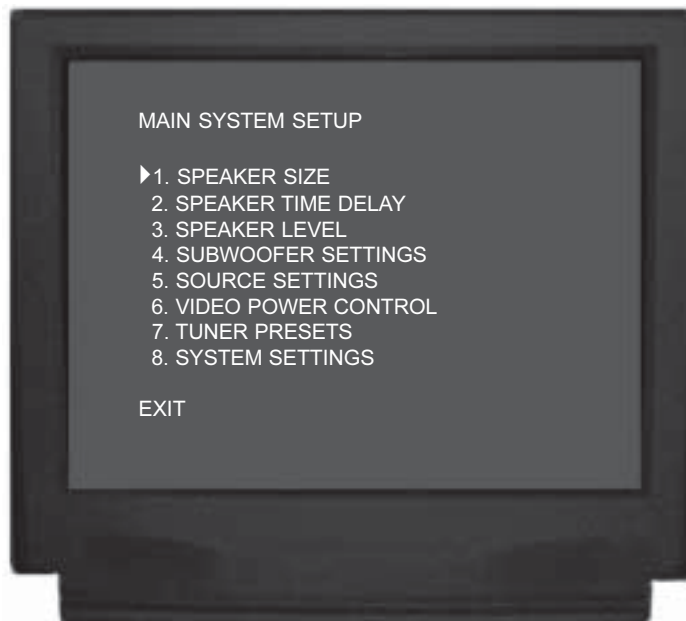 MAIN SYSTEM SETUP
1. SPEAKER SIZE
2. SPEAKER TIME DELAY
3. SPEAKER LEVEL
4. SUBWOOFER SETTINGS
5. SOURCE SETTINGS
6. VIDEO POWER CONTROL
7. TUNER PRESETS
8. SYSTEM SETTINGS
EXIT